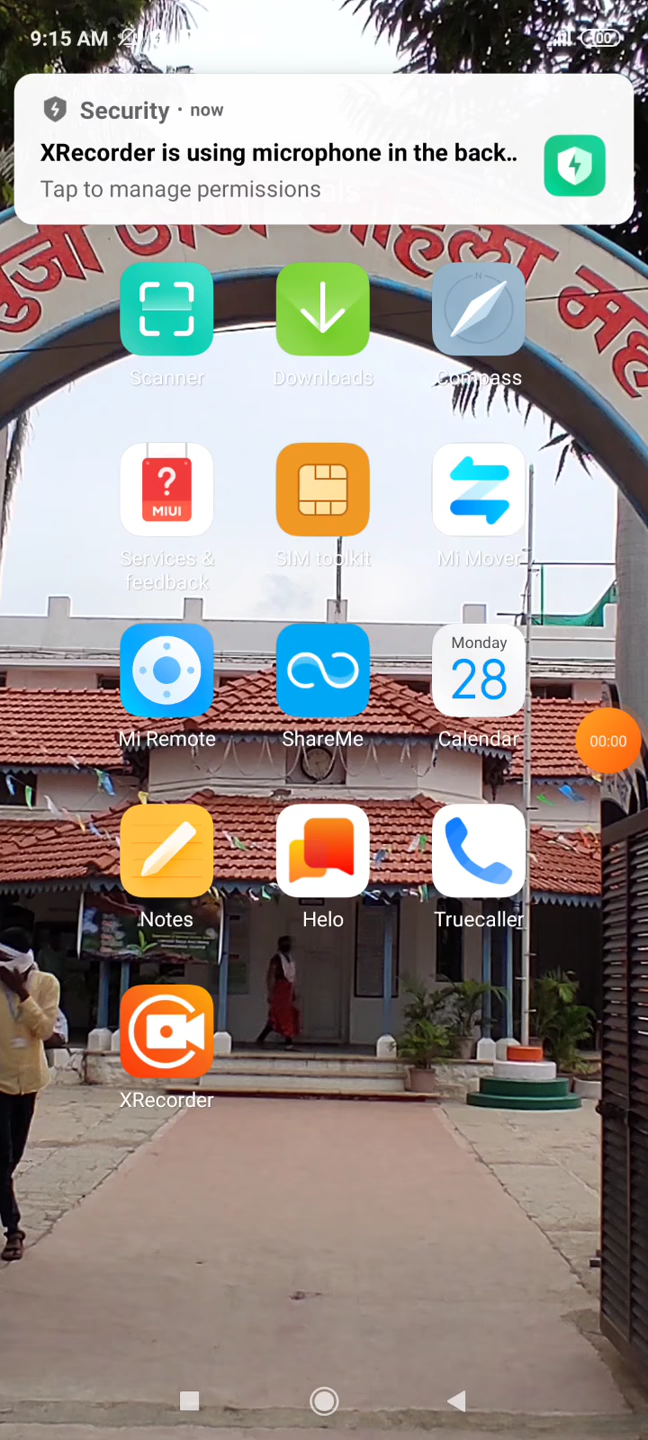 9:15 AM
100
Security · now
XRecorder is using microphone in the back..
Tap to manage permissions
महिला
N
Scanner
Downloads
Compass
?
MIUI
Services &
feedback
SIM toolkit
Mi Mover
Monday
28
Mi Remote
ShareMe
Calendar
00:00
Notes
Helo
Truecaller
XRecorder